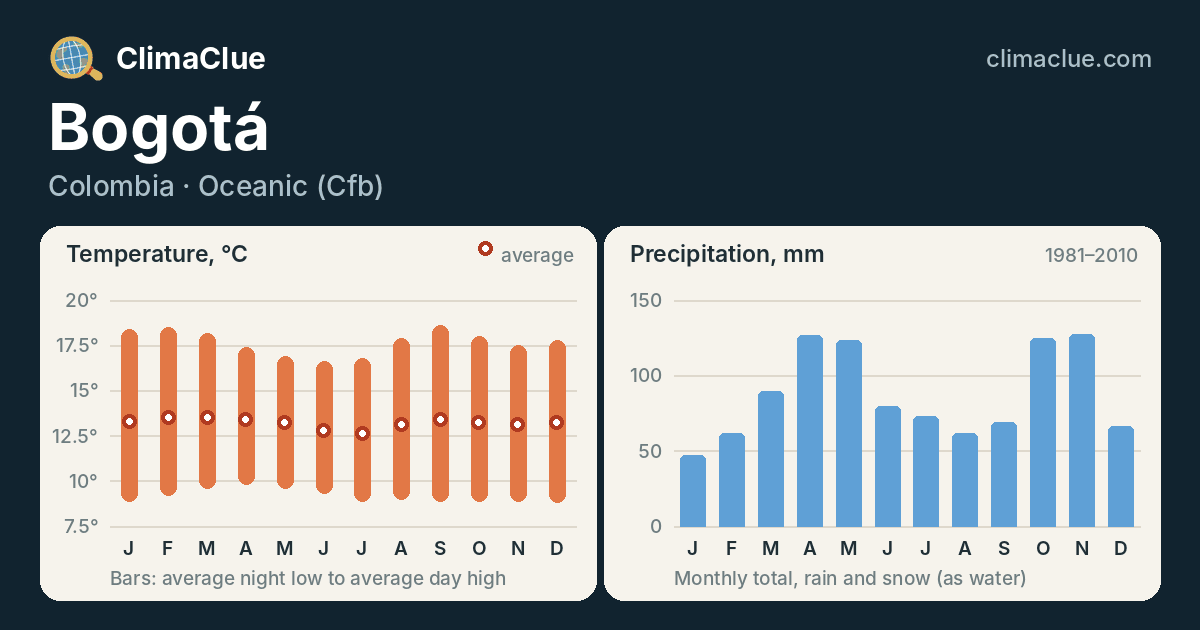 ClimaClue
climaclue.com
Bogotá
Colombia · Oceanic (Cfb)
Temperature, °C
average
20°
17.5°
15°
12.5°
10°
7.5°
J F M A M J J A S O N D
Bars: average night low to average day high
Precipitation, mm
1981–2010
150
100
50
0
J F M A M J J A S O N D
Monthly total, rain and snow (as water)